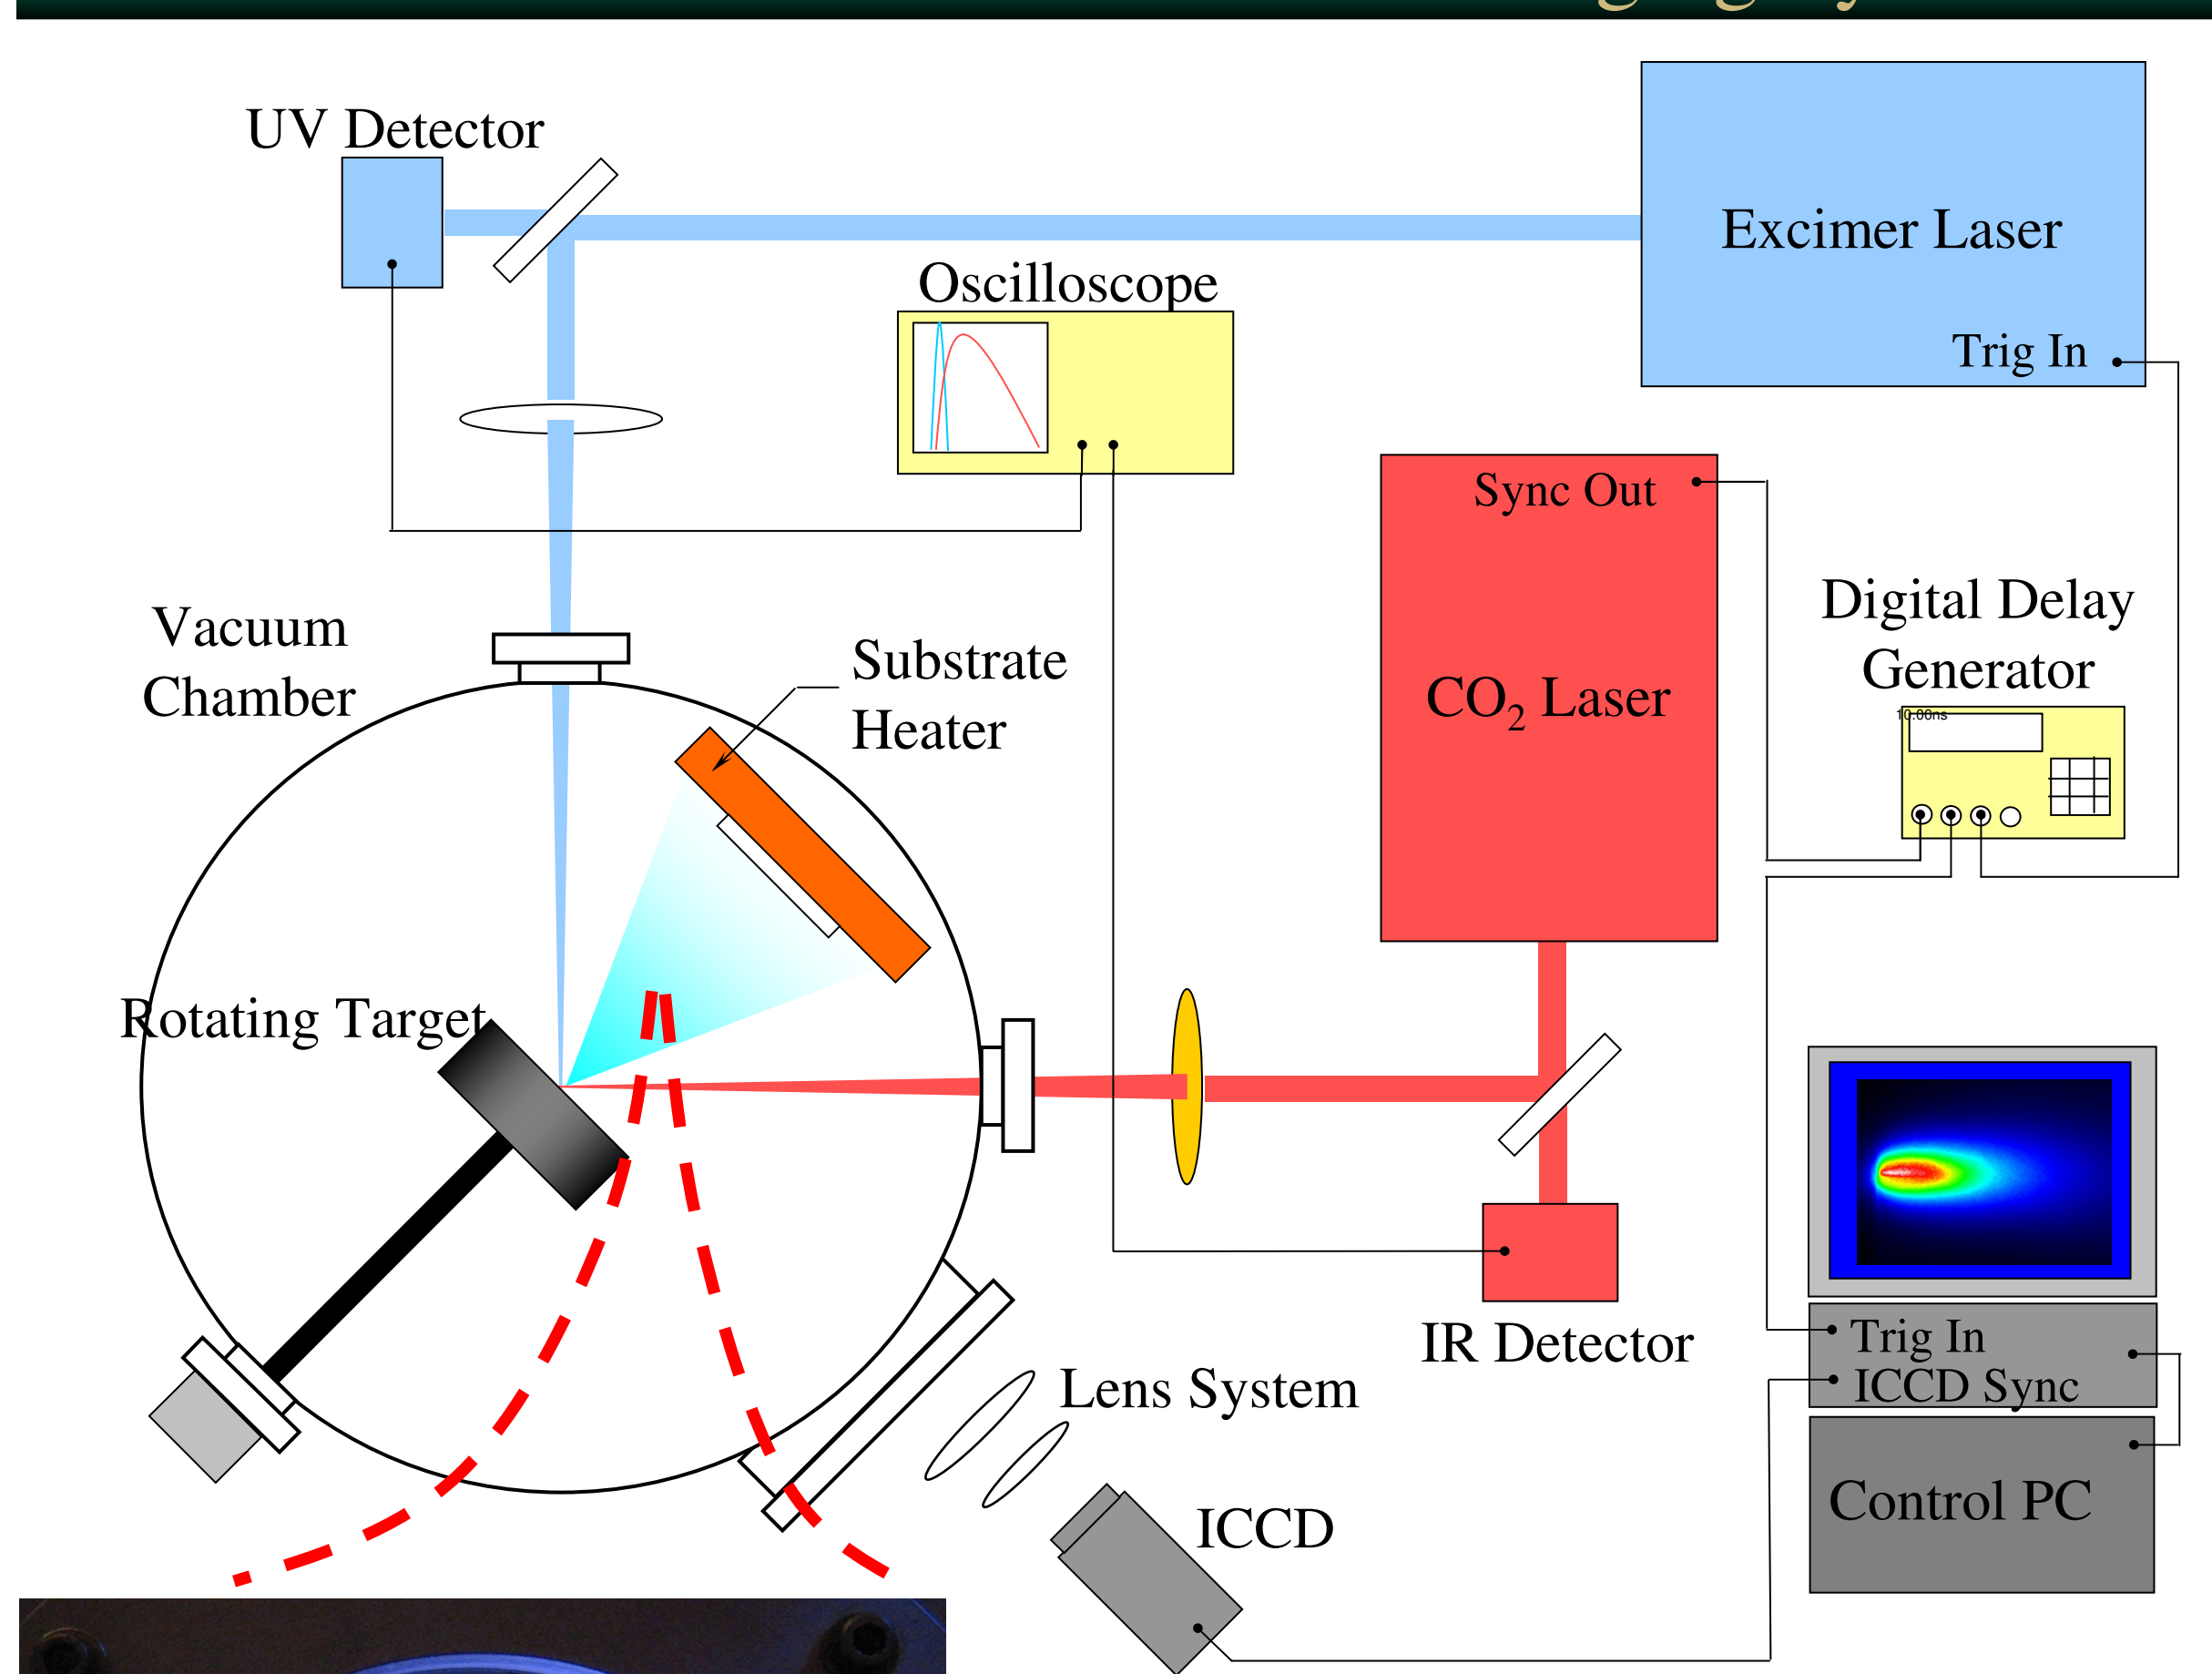 UV Detector
Excimer Laser
Oscilloscope
Trig In
Sync Out
Digital Delay
Generator
10.00ns
Vacuum
Chamber
Substrate
Heater
CO₂ Laser
Rotating Target
IR Detector
Trig In
ICCD Sync
Lens System
Control PC
ICCD